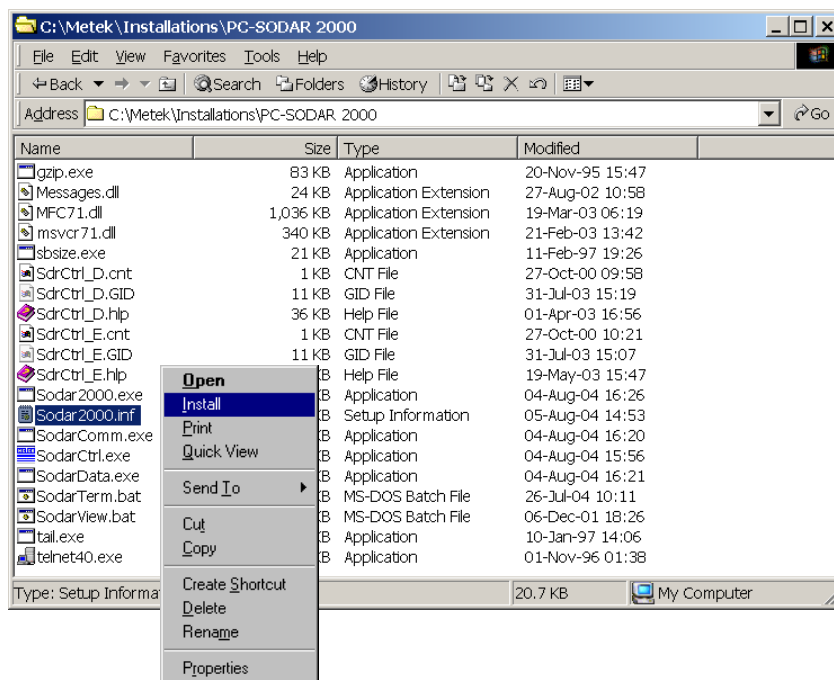 C:\Metek\Installations\PC-SODAR 2000
File Edit View Favorites Tools Help
Back Search Folders History
Address C:\Metek\Installations\PC-SODAR 2000 Go
Name Size Type Modified
gzip.exe 83 KB Application 20-Nov-95 15:47
Messages.dll 24 KB Application Extension 27-Aug-02 10:58
MFC71.dll 1,036 KB Application Extension 19-Mar-03 06:19
msvcr71.dll 340 KB Application Extension 21-Feb-03 13:42
sbsize.exe 21 KB Application 11-Feb-97 19:26
SdrCtrl_D.cnt 1 KB CNT File 27-Oct-00 09:58
SdrCtrl_D.GID 11 KB GID File 31-Jul-03 15:19
SdrCtrl_D.hlp 36 KB Help File 01-Apr-03 16:56
SdrCtrl_E.cnt 1 KB CNT File 27-Oct-00 10:21
SdrCtrl_E.GID 11 KB GID File 31-Jul-03 15:07
SdrCtrl_E.hlp KB Help File 19-May-03 15:47
Sodar2000.exe KB Application 04-Aug-04 16:26
Sodar2000.inf KB Setup Information 05-Aug-04 14:53
SodarComm.exe KB Application 04-Aug-04 16:20
SodarCtrl.exe KB Application 04-Aug-04 15:56
SodarData.exe KB Application 04-Aug-04 16:21
SodarTerm.bat KB MS-DOS Batch File 26-Jul-04 10:11
SodarView.bat KB MS-DOS Batch File 06-Dec-01 18:26
tail.exe KB Application 10-Jan-97 14:06
telnet40.exe KB Application 01-Nov-96 01:38
Open
Install
Print
Quick View
Send To
Cut
Copy
Create Shortcut
Delete
Rename
Properties
Type: Setup Informa 20.7 KB My Computer